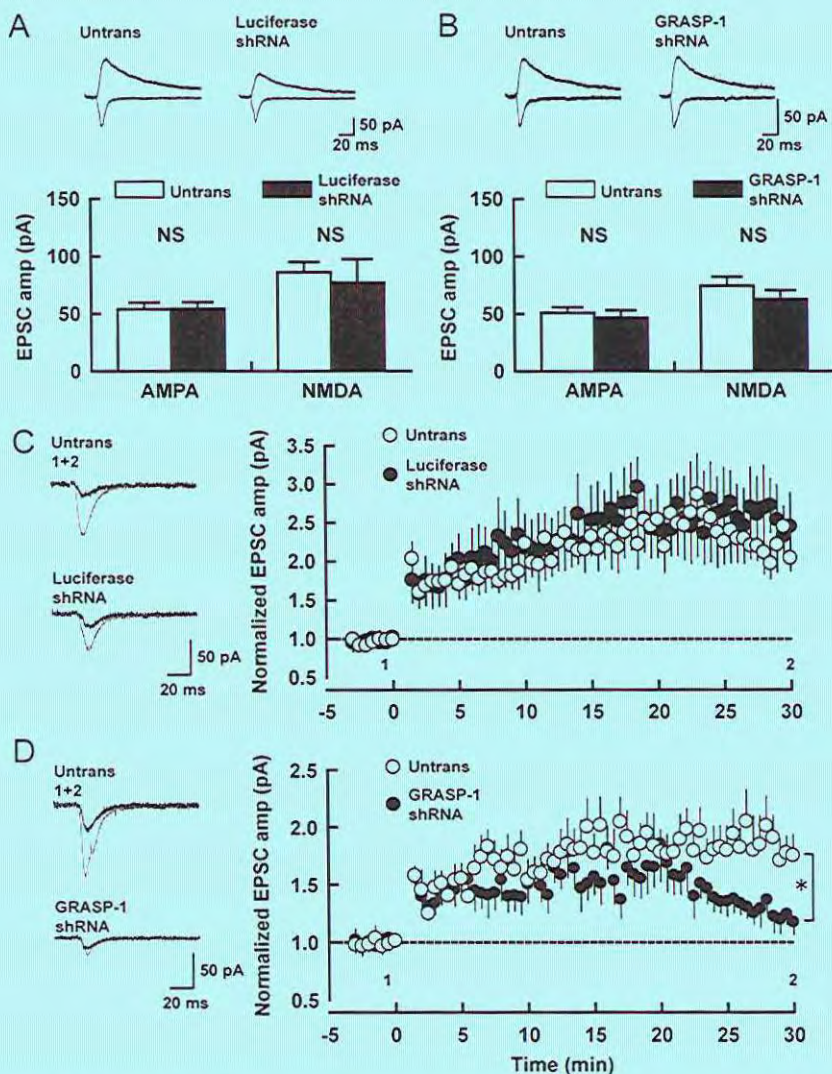 A
Untrans
Luciferase
shRNA
50 pA
20 ms
Untrans
Luciferase
shRNA
EPSC amp (pA)
150
100
50
0
NS
NS
AMPA
NMDA
B
Untrans
GRASP-1
shRNA
50 pA
20 ms
Untrans
GRASP-1
shRNA
EPSC amp (pA)
150
100
50
0
NS
NS
AMPA
NMDA
C
Untrans
1+2
Luciferase
shRNA
50 pA
20 ms
Untrans
Luciferase
shRNA
Normalized EPSC amp (pA)
3.5
3.0
2.5
2.0
1.5
1.0
0.5
1
2
-5
0
5
10
15
20
25
30
D
Untrans
1+2
GRASP-1
shRNA
50 pA
20 ms
Untrans
GRASP-1
shRNA
Normalized EPSC amp (pA)
2.5
2.0
1.5
1.0
0.5
*
1
2
-5
0
5
10
15
20
25
30
Time (min)